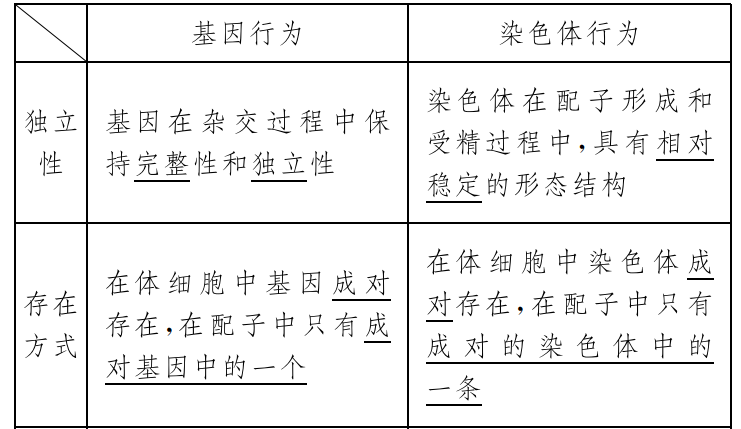 基因行为
染色体行为
独立
性
基因在杂交过程中保
持完整性和独立性
染色体在配子形成和
受精过程中,具有相对
稳定的形态结构
存在
方式
在体细胞中基因成对
存在,在配子中只有成
对基因中的一个
在体细胞中染色体成
对存在,在配子中只有
成对的染色体中的
一条